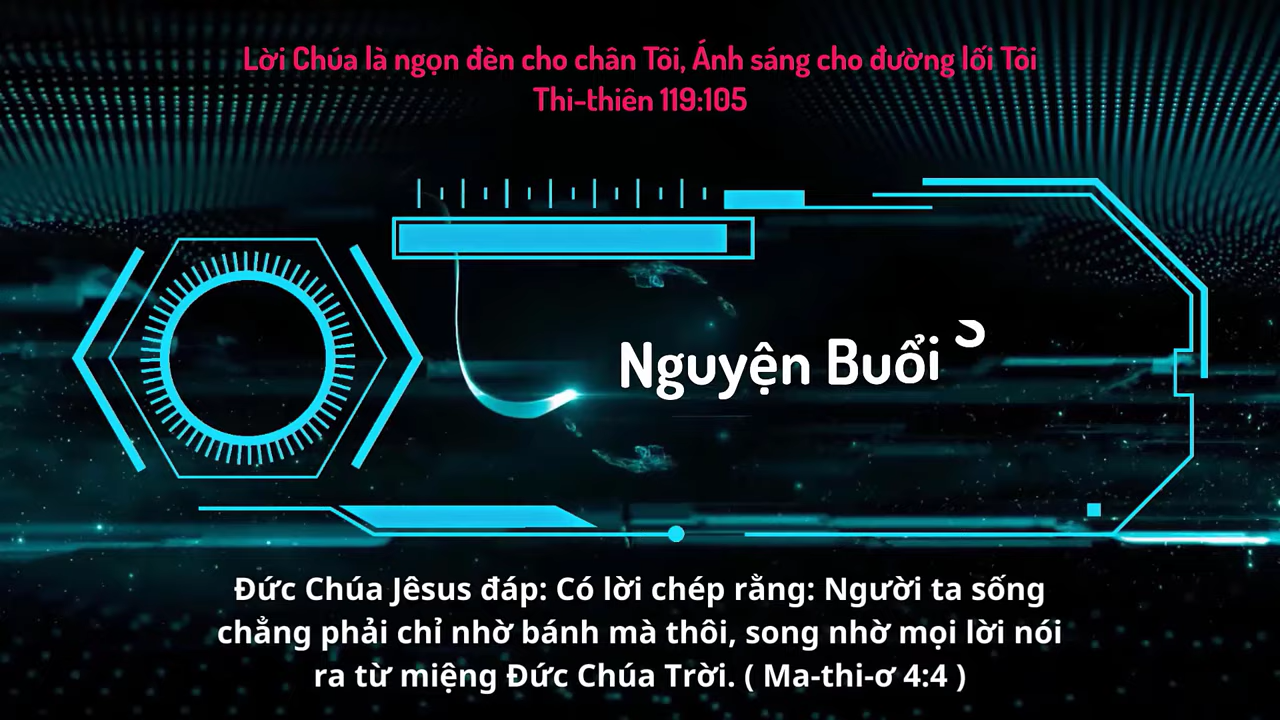 Lời Chúa là ngọn đèn cho chân Tôi, Ánh sáng cho đường lối Tôi
Thi-thiên 119:105
Nguyện Buổi
Đức Chúa Jêsus đáp: Có lời chép rằng: Người ta sống
chẳng phải chỉ nhờ bánh mà thôi, song nhờ mọi lời nói
ra từ miệng Đức Chúa Trời. ( Ma-thi-ơ 4:4 )